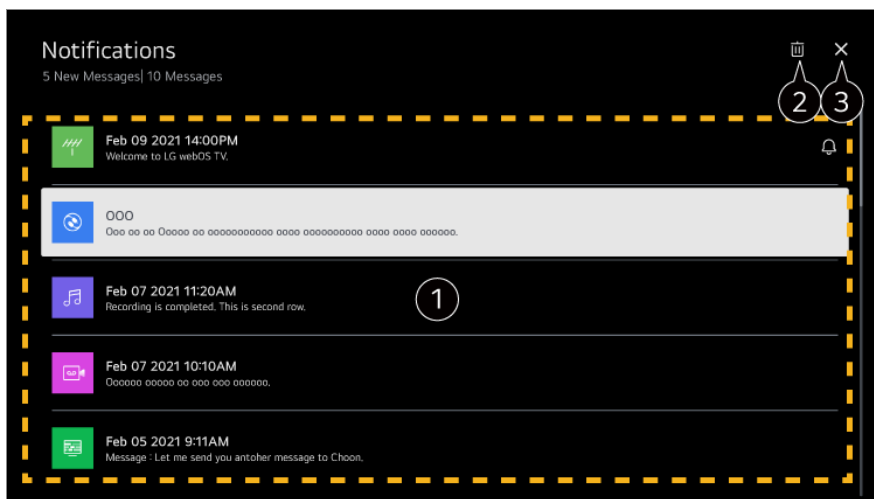 Notifications
5 New Messages| 10 Messages
2
3
Feb 09 2021 14:00PM
Welcome to LG webOS TV.
OOO
Ooo oo oo Ooooo oo ooooooooooo oooo oooooooooo oooo oooo oooooo.
Feb 07 2021 11:20AM
Recording is completed. This is second row.
1
Feb 07 2021 10:10AM
Oooooo ooooo oo ooo ooo oooooo.
Feb 05 2021 9:11AM
Message : Let me send you antoher message to Choon.